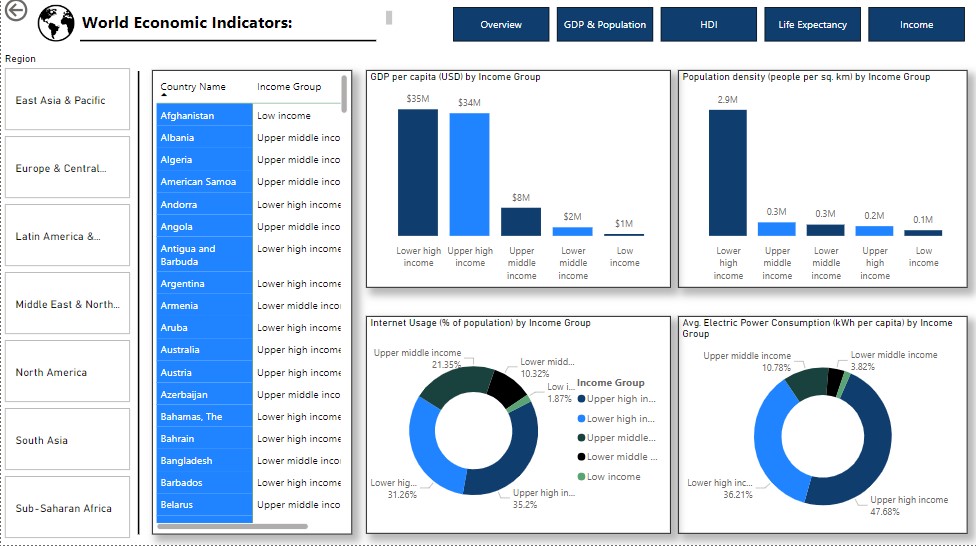 World Economic Indicators:
Overview
GDP & Population
HDI
Life Expectancy
Income
Region
East Asia & Pacific
Europe & Central...
Latin America &...
Middle East & North...
North America
South Asia
Sub-Saharan Africa
Country Name Income Group
Afghanistan Low income
Albania Upper middle inco
Algeria Upper middle inco
American Samoa Upper middle inco
Andorra Lower high income
Angola Upper middle inco
Antigua and Lower high income
Barbuda
Argentina Lower high income
Armenia Lower middle inco
Aruba Lower high income
Australia Upper high income
Austria Upper high income
Azerbaijan Upper middle inco
Bahamas, The Lower high income
Bahrain Lower high income
Bangladesh Lower middle inco
Barbados Lower high income
Belarus Upper middle inco
GDP per capita (USD) by Income Group
$35M
$34M
$8M
$2M
$1M
Lower high Upper high Upper Lower Low
income income middle middle income
income income
Population density (people per sq. km) by Income Group
2.9M
0.3M
0.3M
0.2M
0.1M
Lower Upper Lower Upper Low
high middle middle high income
income income income income
Internet Usage (% of population) by Income Group
Upper middle income
21.35%
Lower midd...
10.32%
Low i...
1.87%
Lower hig...
31.26%
Upper high in...
35.2%
Income Group
Upper high in...
Lower high in...
Upper middle...
Lower middle ...
Low income
Avg. Electric Power Consumption (kWh per capita) by Income
Group
Upper middle income
10.78%
Lower middle income
3.82%
Lower high inc...
36.21%
Upper high income
47.68%